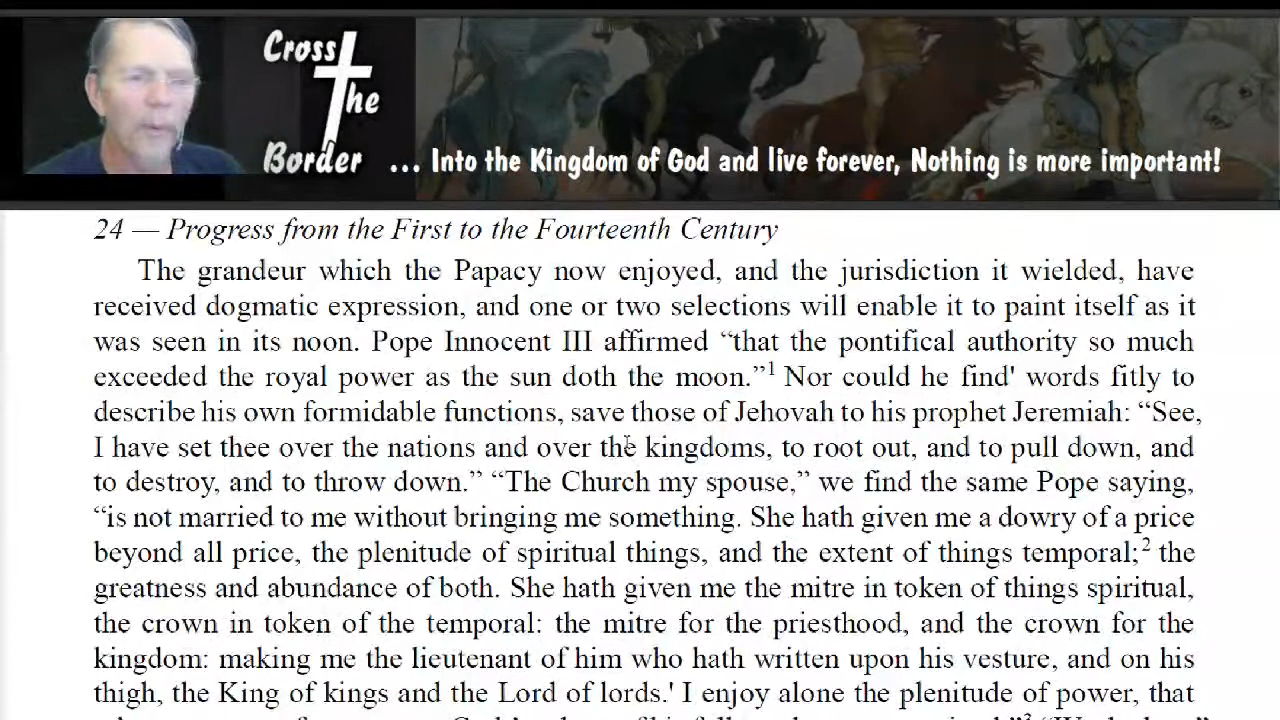 Cross
The
Border
... Into the Kingdom of God and live forever, Nothing is more important!
24 — Progress from the First to the Fourteenth Century
The grandeur which the Papacy now enjoyed, and the jurisdiction it wielded, have
received dogmatic expression, and one or two selections will enable it to paint itself as it
was seen in its noon. Pope Innocent III affirmed “that the pontifical authority so much
exceeded the royal power as the sun doth the moon.”1 Nor could he find' words fitly to
describe his own formidable functions, save those of Jehovah to his prophet Jeremiah: “See,
I have set thee over the nations and over the kingdoms, to root out, and to pull down, and
to destroy, and to throw down.” “The Church my spouse,” we find the same Pope saying,
“is not married to me without bringing me something. She hath given me a dowry of a price
beyond all price, the plenitude of spiritual things, and the extent of things temporal;2 the
greatness and abundance of both. She hath given me the mitre in token of things spiritual,
the crown in token of the temporal: the mitre for the priesthood, and the crown for the
kingdom: making me the lieutenant of him who hath written upon his vesture, and on his
thigh, the King of kings and the Lord of lords.' I enjoy alone the plenitude of power, that